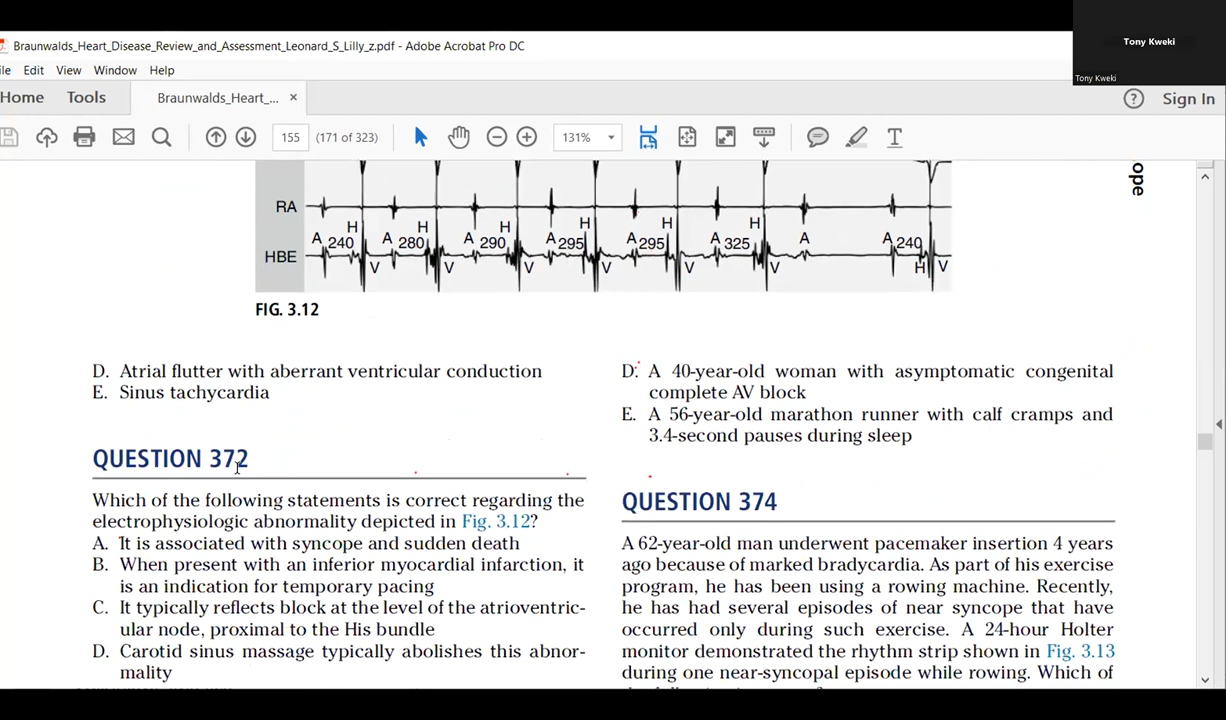 Tony Kweki
Tony Kweki
Braunwalds_Heart_Disease_Review_and_Assessment_Leonard_S_Lilly_z.pdf - Adobe Acrobat Pro DC
ile Edit View Window Help
Home Tools Braunwalds_Heart_... × ? Sign In
155 (171 of 323) 131%
ope
RA
H H H H H H
A 240 A 280 A 290 A 295 A 295 A 325 A A 240
HBE
V V V V V V H V
FIG. 3.12
D. Atrial flutter with aberrant ventricular conduction
E. Sinus tachycardia
QUESTION 372
Which of the following statements is correct regarding the
electrophysiologic abnormality depicted in Fig. 3.12?
A. It is associated with syncope and sudden death
B. When present with an inferior myocardial infarction, it
is an indication for temporary pacing
C. It typically reflects block at the level of the atrioventric-
ular node, proximal to the His bundle
D. Carotid sinus massage typically abolishes this abnor-
mality
D. A 40-year-old woman with asymptomatic congenital
complete AV block
E. A 56-year-old marathon runner with calf cramps and
3.4-second pauses during sleep
QUESTION 374
A 62-year-old man underwent pacemaker insertion 4 years
ago because of marked bradycardia. As part of his exercise
program, he has been using a rowing machine. Recently,
he has had several episodes of near syncope that have
occurred only during such exercise. A 24-hour Holter
monitor demonstrated the rhythm strip shown in Fig. 3.13
during one near-syncopal episode while rowing. Which of